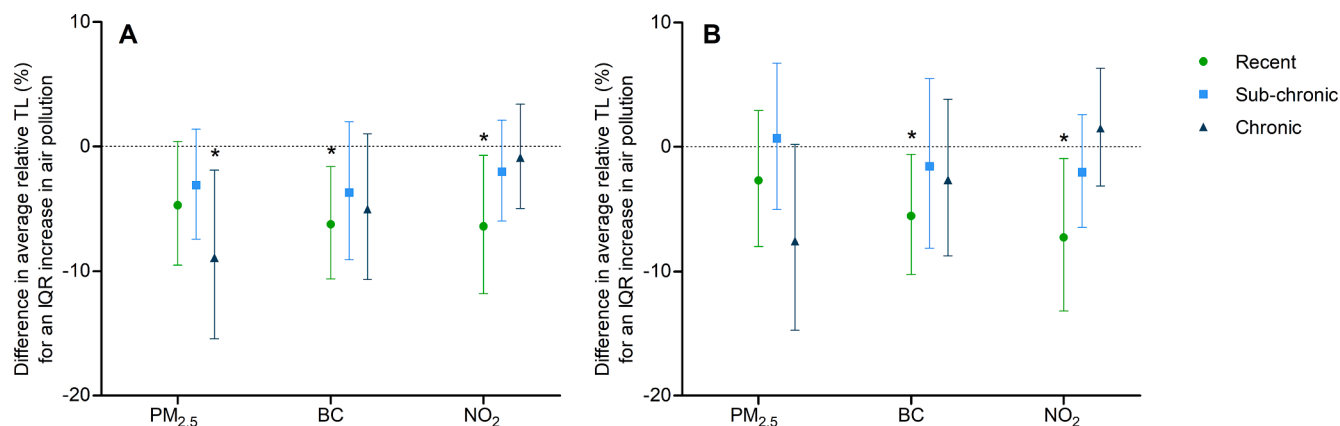 A
10
0
-10
-20
Difference in average relative TL (%)
for an IQR increase in air pollution
*
*
*
PM2.5
BC
NO2
B
10
0
-10
-20
Difference in average relative TL (%)
for an IQR increase in air pollution
*
*
PM2.5
BC
NO2
Recent
Sub-chronic
Chronic